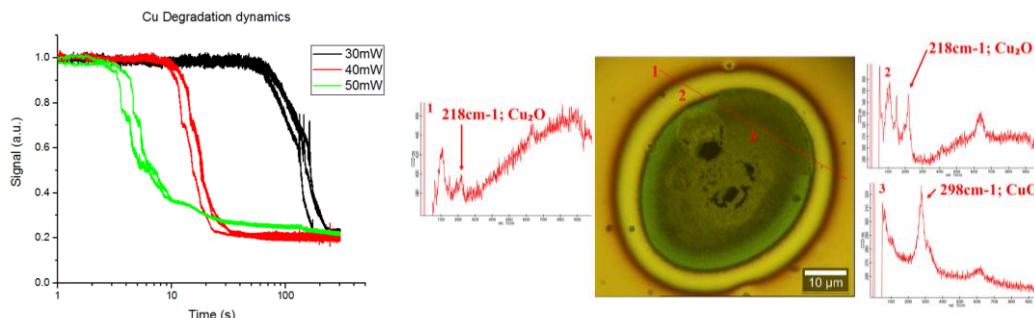 Cu Degradation dynamics
30mW
40mW
50mW
Signal (a.u.)
1.0
0.8
0.6
0.4
0.2
0.0
1
10
100
Time (s)
1
218cm-1; Cu₂O
1
2
4
10 µm
218cm-1; Cu₂O
2
298cm-1; CuO
3